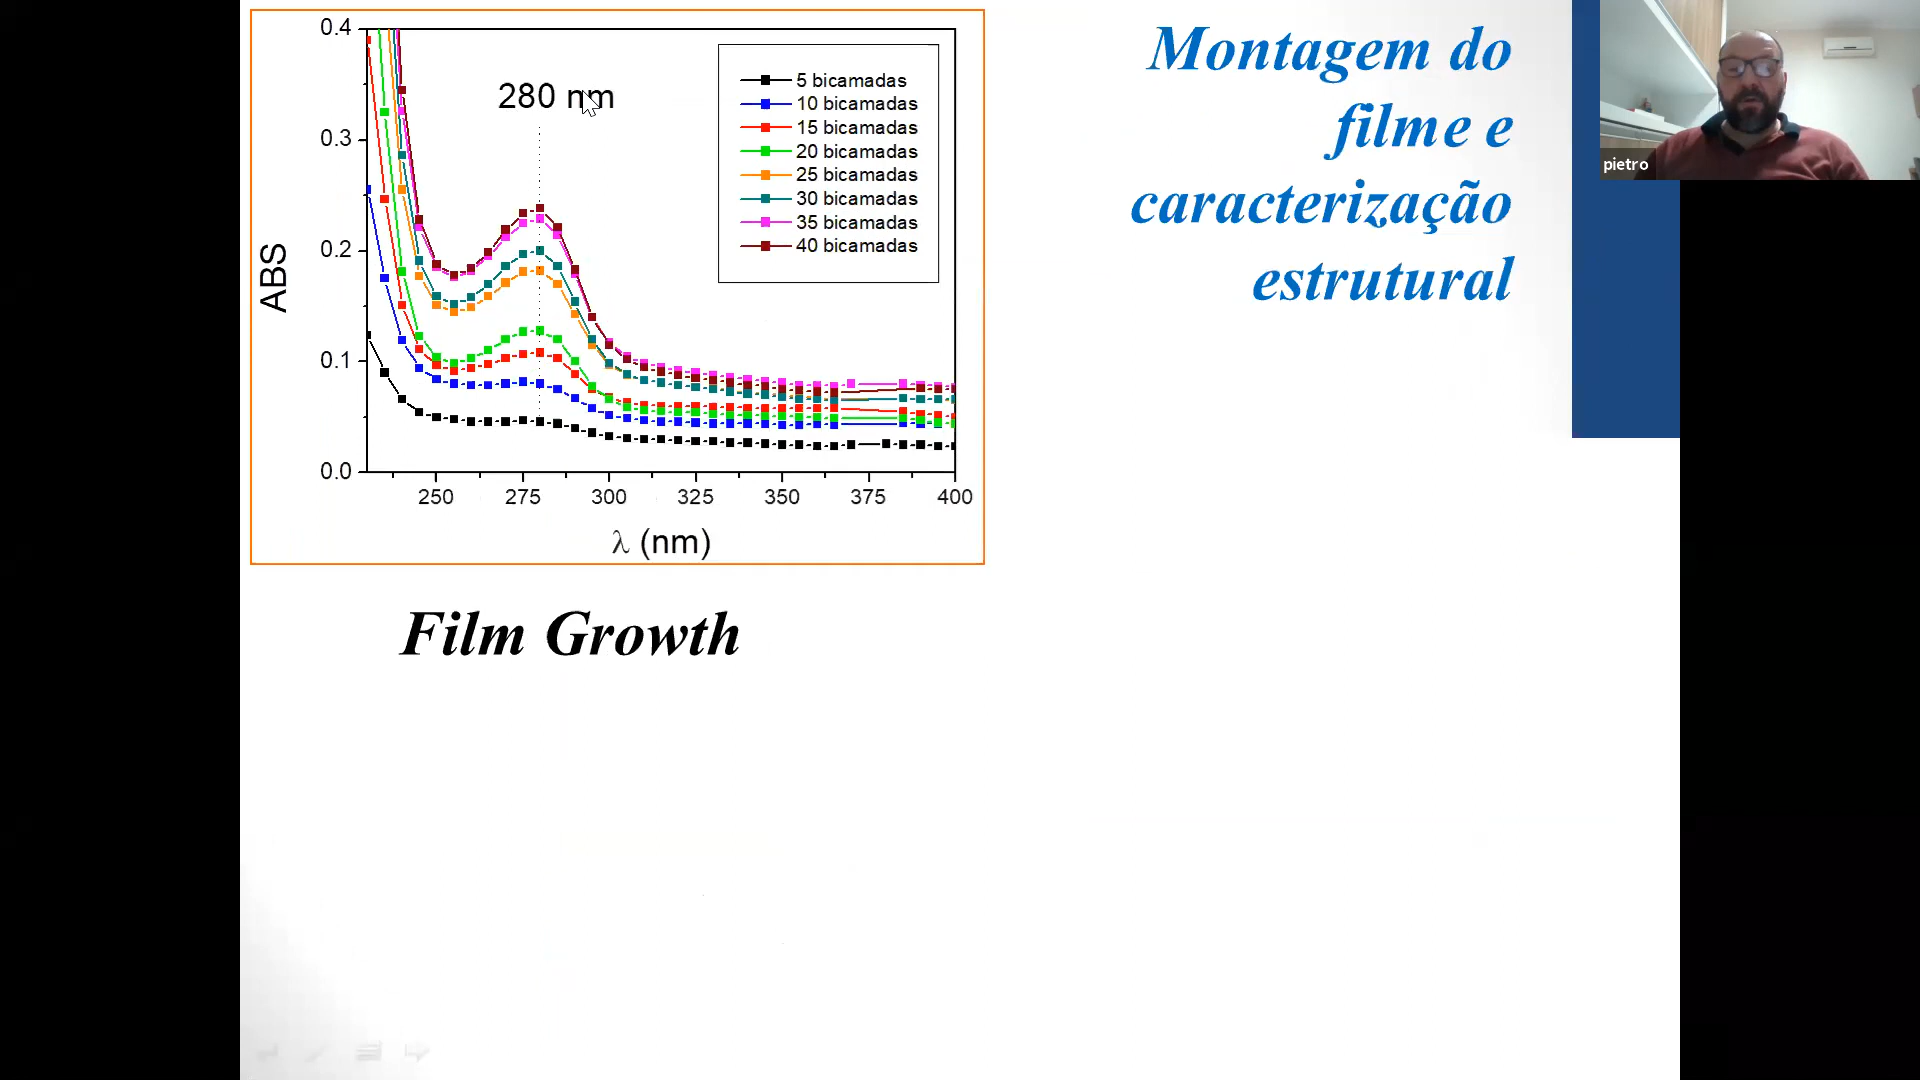 0.4
0.3
0.2
0.1
0.0
ABS
280 nm
5 bicamadas
10 bicamadas
15 bicamadas
20 bicamadas
25 bicamadas
30 bicamadas
35 bicamadas
40 bicamadas
250 275 300 325 350 375 400
λ (nm)
Montagem do
filme e
caracterização
estrutural
pietro
Film Growth